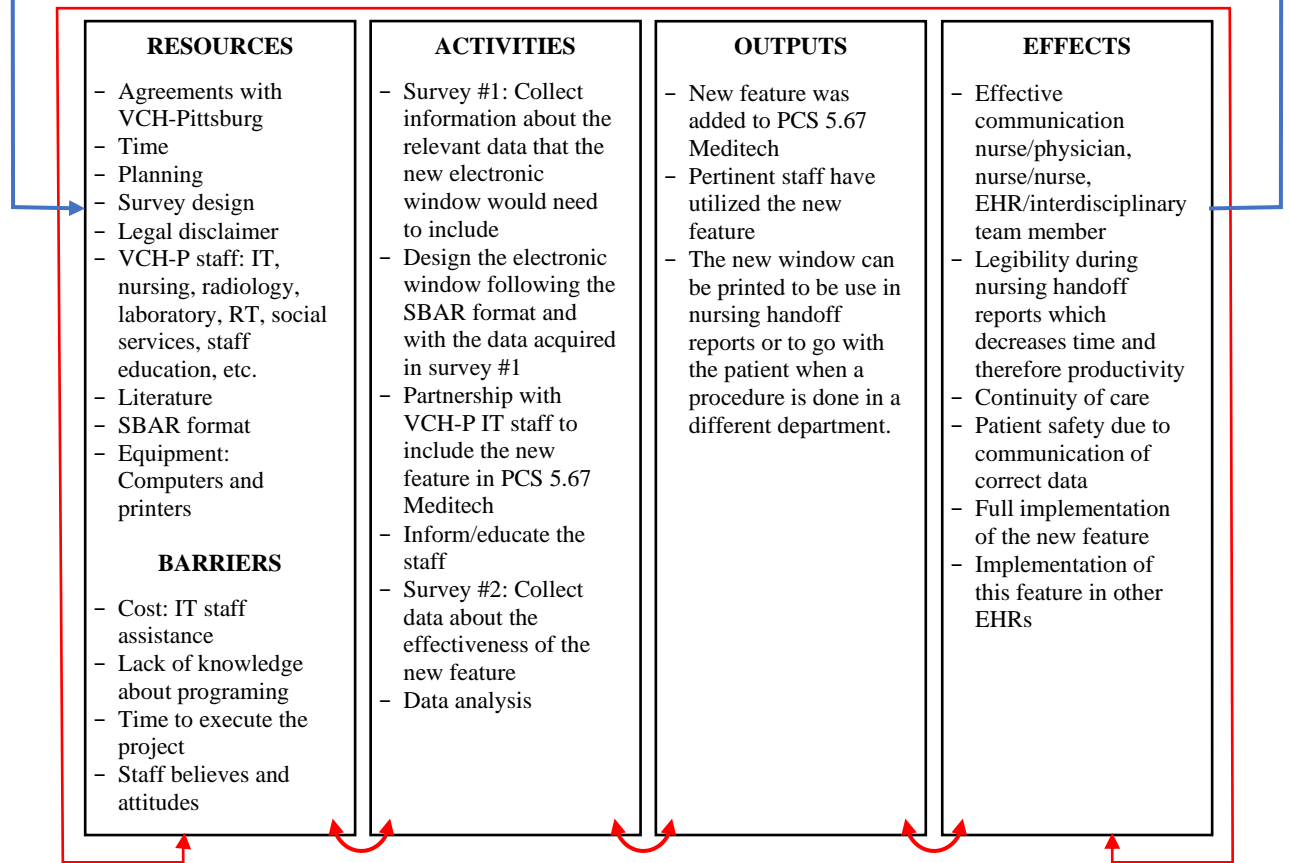 RESOURCES
− Agreements with
VCH-Pittsburg
− Time
− Planning
− Survey design
− Legal disclaimer
− VCH-P staff: IT,
nursing, radiology,
laboratory, RT, social
services, staff
education, etc.
− Literature
− SBAR format
− Equipment:
Computers and
printers
BARRIERS
− Cost: IT staff
assistance
− Lack of knowledge
about programing
− Time to execute the
project
− Staff believes and
attitudes
ACTIVITIES
− Survey #1: Collect
information about the
relevant data that the
new electronic
window would need
to include
− Design the electronic
window following the
SBAR format and
with the data acquired
in survey #1
− Partnership with
VCH-P IT staff to
include the new
feature in PCS 5.67
Meditech
− Inform/educate the
staff
− Survey #2: Collect
data about the
effectiveness of the
new feature
− Data analysis
OUTPUTS
− New feature was
added to PCS 5.67
Meditech
− Pertinent staff have
utilized the new
feature
− The new window can
be printed to be use in
nursing handoff
reports or to go with
the patient when a
procedure is done in a
different department.
EFFECTS
− Effective
communication
nurse/physician,
nurse/nurse,
EHR/interdisciplinary
team member
− Legibility during
nursing handoff
reports which
decreases time and
therefore productivity
− Continuity of care
− Patient safety due to
communication of
correct data
− Full implementation
of the new feature
− Implementation of
this feature in other
EHRs